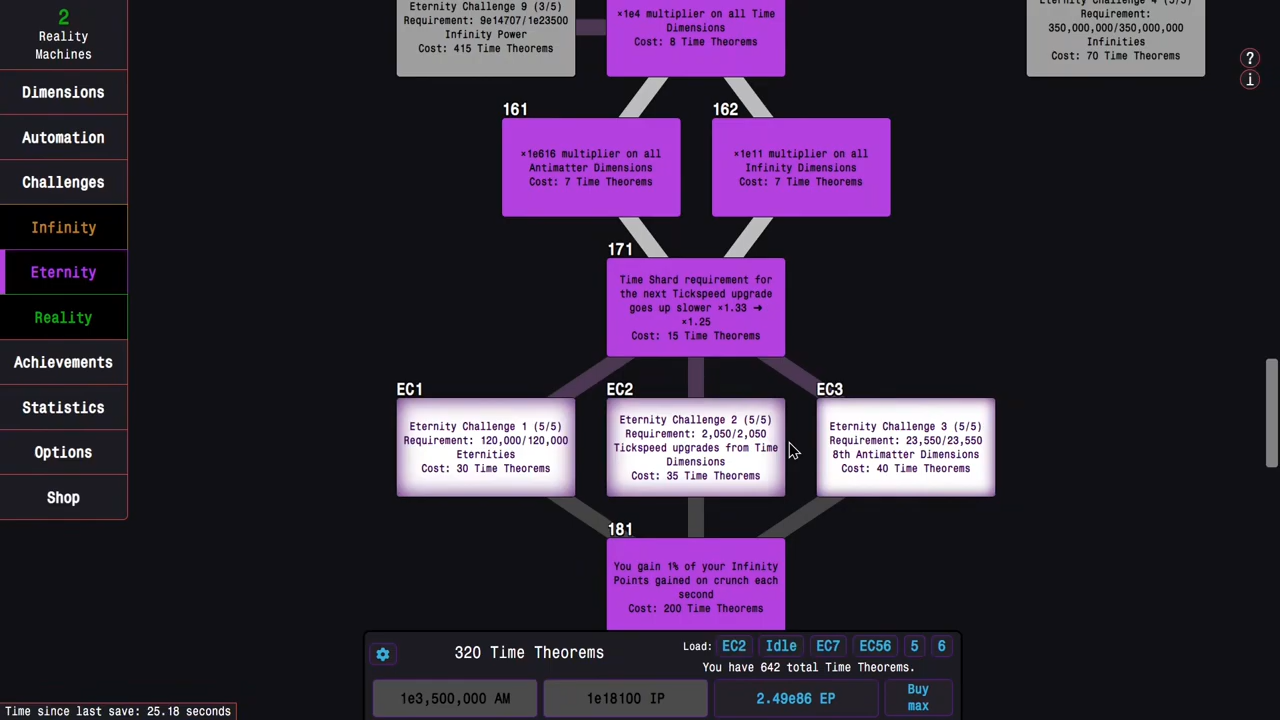 2
Reality
Machines
Dimensions
Automation
Challenges
Infinity
Eternity
Reality
Achievements
Statistics
Options
Shop
Time since last save: 25.18 seconds
Eternity Challenge 9 (3/5)
Requirement:
9e14707/1e23500
Infinity Power
Cost: 415 Time Theorems
×1e4 multiplier on all Time
Dimensions
Cost: 8 Time Theorems
Requirement:
350,000,000/350,000,000
Infinities
Cost: 70 Time Theorems
?
i
161
×1e616 multiplier on all
Antimatter Dimensions
Cost: 7 Time Theorems
162
×1e11 multiplier on all
Infinity Dimensions
Cost: 7 Time Theorems
171
Time Shard requirement for
the next Tickspeed upgrade
goes up slower ×1.33 ➜
×1.25
Cost: 15 Time Theorems
EC1
Eternity Challenge 1 (5/5)
Requirement: 120,000/120,000
Eternities
Cost: 30 Time Theorems
EC2
Eternity Challenge 2 (5/5)
Requirement: 2,050/2,050
Tickspeed upgrades from Time
Dimensions
Cost: 35 Time Theorems
EC3
Eternity Challenge 3 (5/5)
Requirement: 23,550/23,550
8th Antimatter Dimensions
Cost: 40 Time Theorems
181
You gain 1% of your Infinity
Points gained on crunch each
second
Cost: 200 Time Theorems
320 Time Theorems
Load: EC2 Idle EC7 EC56 5 6
You have 642 total Time Theorems.
1e3,500,000 AM
1e18100 IP
2.49e86 EP
Buy
max